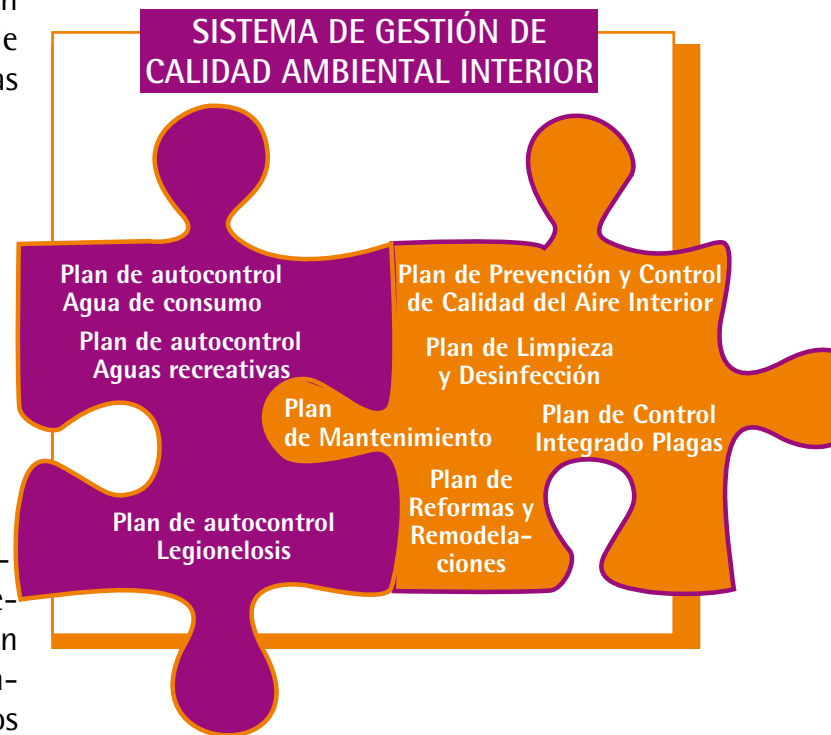 n
e
as
SISTEMA DE GESTIÓN DE
CALIDAD AMBIENTAL INTERIOR
Plan de autocontrol
Agua de consumo
Plan de autocontrol
Aguas recreativas
Plan de Prevención y Control
de Calidad del Aire Interior
Plan de Limpieza
y Desinfección
Plan
de Mantenimiento
Plan de Control
Integrado Plagas
Plan de
Reformas y
Remodela-
ciones
Plan de autocontrol
Legionelosis
-
e-
n
a-
os